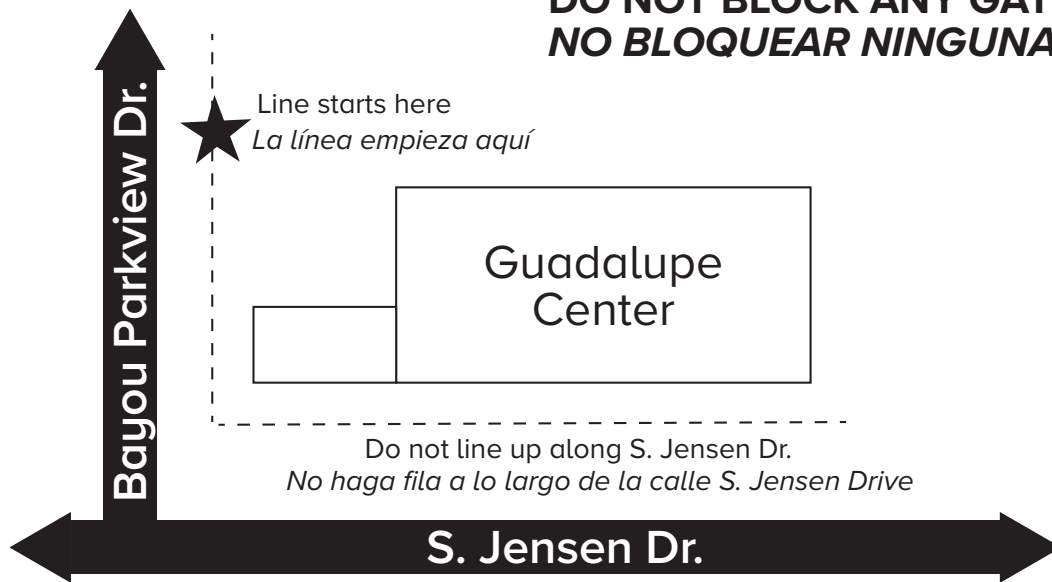 DO NOT BLOCK ANY
NO BLOQUEAR NINGUNA
Line starts here
La línea empieza aquí
Bayou Parkview Dr.
Guadalupe
Center
Do not line up along S. Jensen Dr.
No haga fila a lo largo de la calle S. Jensen Drive
S. Jensen Dr.